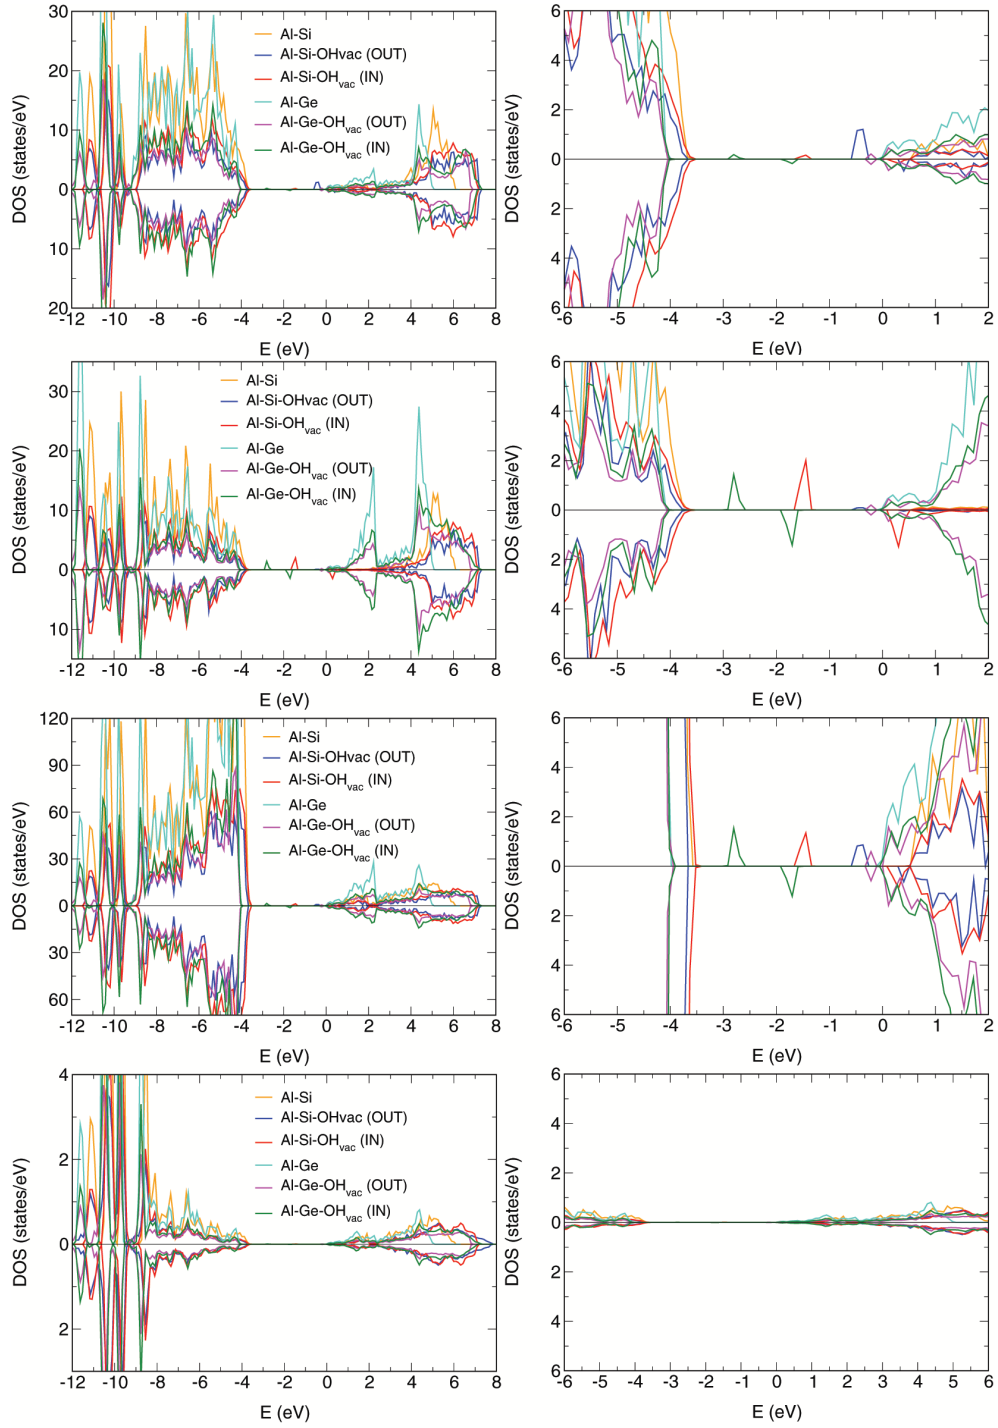 DOS (states/eV)
30
20
10
0
10
20
Al-Si
Al-Si-OHvac (OUT)
Al-Si-OHvac (IN)
Al-Ge
Al-Ge-OHvac (OUT)
Al-Ge-OHvac (IN)
-12 -10 -8 -6 -4 -2 0 2 4 6 8
E (eV)
DOS (states/eV)
6
4
2
0
2
4
6
-6 -5 -4 -3 -2 -1 0 1 2
E (eV)
DOS (states/eV)
30
20
10
0
10
Al-Si
Al-Si-OHvac (OUT)
Al-Si-OHvac (IN)
Al-Ge
Al-Ge-OHvac (OUT)
Al-Ge-OHvac (IN)
-12 -10 -8 -6 -4 -2 0 2 4 6 8
E (eV)
DOS (states/eV)
6
4
2
0
2
4
6
-6 -5 -4 -3 -2 -1 0 1 2
E (eV)
DOS (states/eV)
120
90
60
30
0
30
60
Al-Si
Al-Si-OHvac (OUT)
Al-Si-OHvac (IN)
Al-Ge
Al-Ge-OHvac (OUT)
Al-Ge-OHvac (IN)
-12 -10 -8 -6 -4 -2 0 2 4 6 8
E (eV)
DOS (states/eV)
6
4
2
0
2
4
6
-6 -5 -4 -3 -2 -1 0 1 2
E (eV)
DOS (states/eV)
4
2
0
2
Al-Si
Al-Si-OHvac (OUT)
Al-Si-OHvac (IN)
Al-Ge
Al-Ge-OHvac (OUT)
Al-Ge-OHvac (IN)
-12 -10 -8 -6 -4 -2 0 2 4 6 8
E (eV)
DOS (states/eV)
6
4
2
0
2
4
6
-6 -5 -4 -3 -2 -1 0 1 2 3 4 5 6
E (eV)